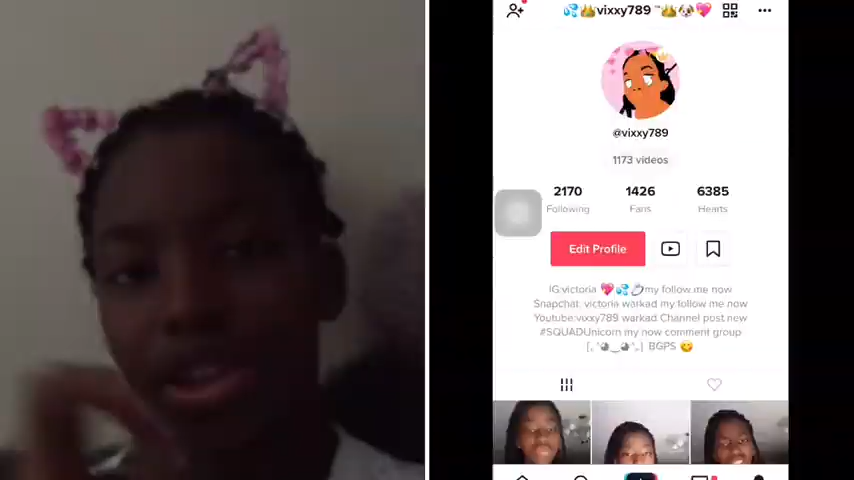 💦👑vixxy789 ™👑🐶💖
@vixxy789
1173 videos
2170 1426 6385
Following Fans Hearts
Edit Profile
IG:victoria 💖💦💍my follow me now
Snapchat: victoria warkad my follow me now
Youtube:vixxy789 warkad Channel post new
#SQUADUnicorn my now comment group
BGPS 😋